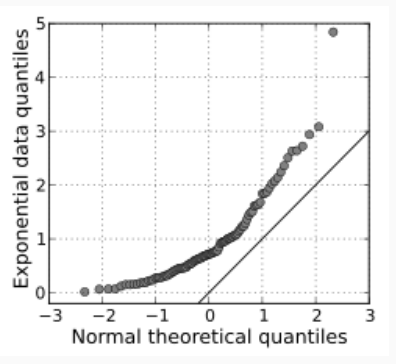 5
4
3
2
1
0
Exponential data quantiles
−3 −2 −1 0 1 2 3
Normal theoretical quantiles